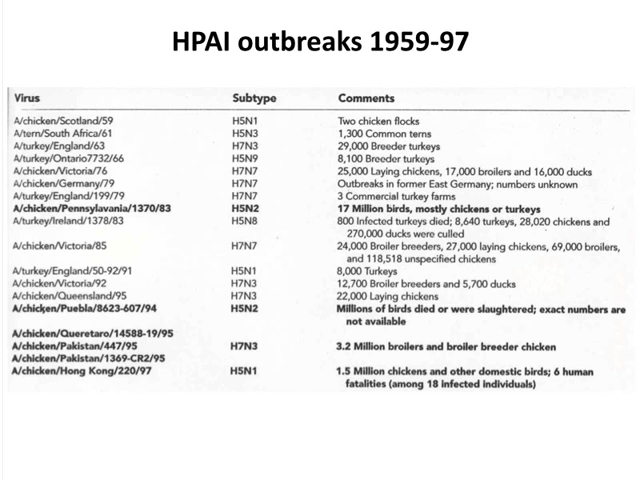 HPAI outbreaks 1959-97
Virus Subtype Comments
A/chicken/Scotland/59 H5N1 Two chicken flocks
A/tern/South Africa/61 H5N3 1,300 Common terns
A/turkey/England/63 H7N3 29,000 Breeder turkeys
A/turkey/Ontario7732/66 H5N9 8,100 Breeder turkeys
A/chicken/Victoria/76 H7N7 25,000 Laying chickens, 17,000 broilers and 16,000 ducks
A/chicken/Germany/79 H7N7 Outbreaks in former East Germany; numbers unknown
A/turkey/England/199/79 H7N7 3 Commercial turkey farms
A/chicken/Pennsylavania/1370/83 H5N2 17 Million birds, mostly chickens or turkeys
A/turkey/Ireland/1378/83 H5N8 800 Infected turkeys died; 8,640 turkeys, 28,020 chickens and
270,000 ducks were culled
A/chicken/Victoria/85 H7N7 24,000 Broiler breeders, 27,000 laying chickens, 69,000 broilers,
and 118,518 unspecified chickens
A/turkey/England/50-92/91 H5N1 8,000 Turkeys
A/chicken/Victoria/92 H7N3 12,700 Broiler breeders and 5,700 ducks
A/chicken/Queensland/95 H7N3 22,000 Laying chickens
A/chicken/Puebla/8623-607/94 H5N2 Millions of birds died or were slaughtered; exact numbers are
not available
A/chicken/Queretaro/14588-19/95
A/chicken/Pakistan/447/95 H7N3 3.2 Million broilers and broiler breeder chicken
A/chicken/Pakistan/1369-CR2/95
A/chicken/Hong Kong/220/97 H5N1 1.5 Million chickens and other domestic birds; 6 human
fatalities (among 18 infected individuals)